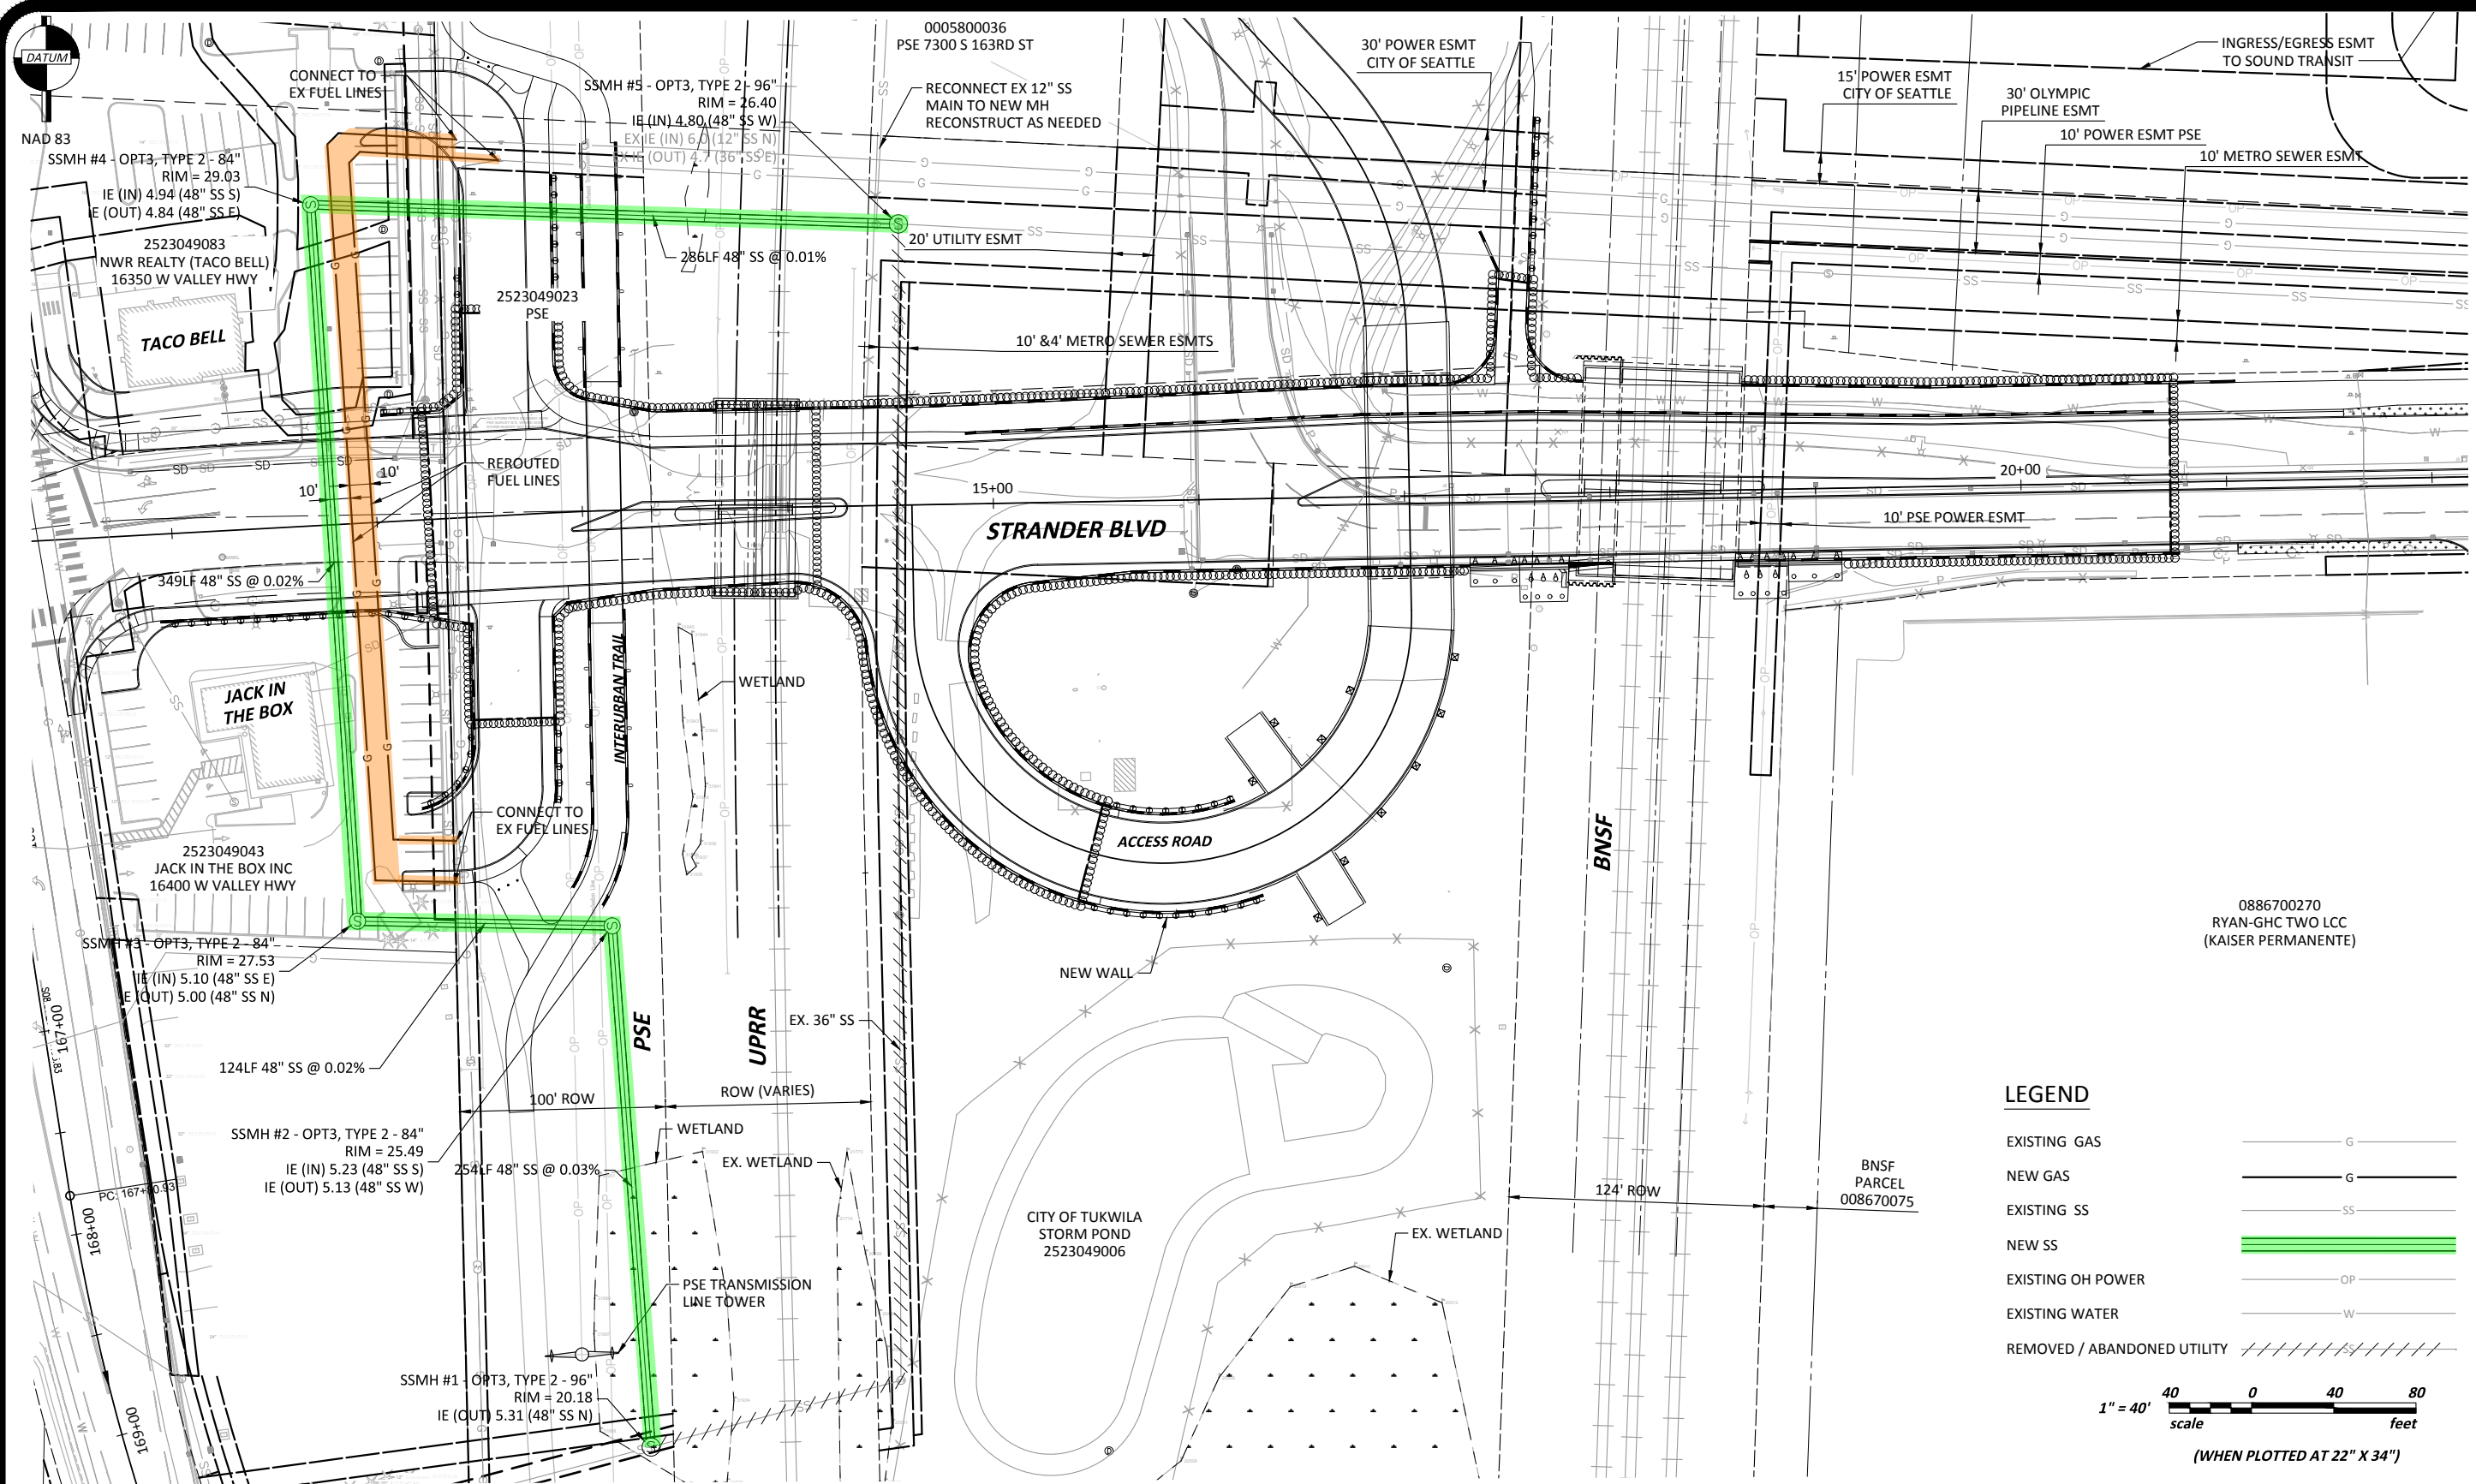 DATUM
NAD 83
CONNECT TO
EX FUEL LINES
SSMH #5 - OPT3, TYPE 2 - 96"
RIM = 26.40
IE (IN) 4.80 (48" SS W)
EX IE (IN) 6.0 (12" SS N)
EX IE (OUT) 4.7 (36" SS E)
0005800036
PSE 7300 S 163RD ST
RECONNECT EX 12" SS
MAIN TO NEW MH
RECONSTRUCT AS NEEDED
30' POWER ESMT
CITY OF SEATTLE
15' POWER ESMT
CITY OF SEATTLE
INGRESS/EGRESS ESMT
TO SOUND TRANSIT
30' OLYMPIC
PIPELINE ESMT
10' POWER ESMT PSE
10' METRO SEWER ESMT
SSMH #4 - OPT3, TYPE 2 - 84"
RIM = 29.03
IE (IN) 4.94 (48" SS S)
IE (OUT) 4.84 (48" SS E)
2523049083
NWR REALTY (TACO BELL)
16350 W VALLEY HWY
TACO BELL
286LF 48" SS @ 0.01%
20' UTILITY ESMT
2523049023
PSE
10' &4' METRO SEWER ESMTS
REROUTED
FUEL LINES
10'
10'
15+00
20+00
STRANDER BLVD
10' PSE POWER ESMT
349LF 48" SS @ 0.02%
JACK IN
THE BOX
INTERURBAN TRAIL
WETLAND
CONNECT TO
EX FUEL LINES
ACCESS ROAD
BNSF
2523049043
JACK IN THE BOX INC
16400 W VALLEY HWY
SSMH #3 - OPT3, TYPE 2 - 84"
RIM = 27.53
IE (IN) 5.10 (48" SS E)
IE (OUT) 5.00 (48" SS N)
NEW WALL
0886700270
RYAN-GHC TWO LCC
(KAISER PERMANENTE)
167+00
PSE
UPRR
EX. 36" SS
124LF 48" SS @ 0.02%
100' ROW
ROW (VARIES)
WETLAND
SSMH #2 - OPT3, TYPE 2 - 84"
RIM = 25.49
IE (IN) 5.23 (48" SS S)
IE (OUT) 5.13 (48" SS W)
254LF 48" SS @ 0.03%
EX. WETLAND
PC: 167+80.93
168+00
CITY OF TUKWILA
STORM POND
2523049006
EX. WETLAND
124' ROW
BNSF
PARCEL
008670075
PSE TRANSMISSION
LINE TOWER
SSMH #1 - OPT3, TYPE 2 - 96"
RIM = 20.18
IE (OUT) 5.31 (48" SS N)
169+00
LEGEND
EXISTING GAS G
NEW GAS G
EXISTING SS SS
NEW SS
EXISTING OH POWER OP
EXISTING WATER W
REMOVED / ABANDONED UTILITY SS
40 0 40 80
1" = 40'
scale feet
(WHEN PLOTTED AT 22" X 34")